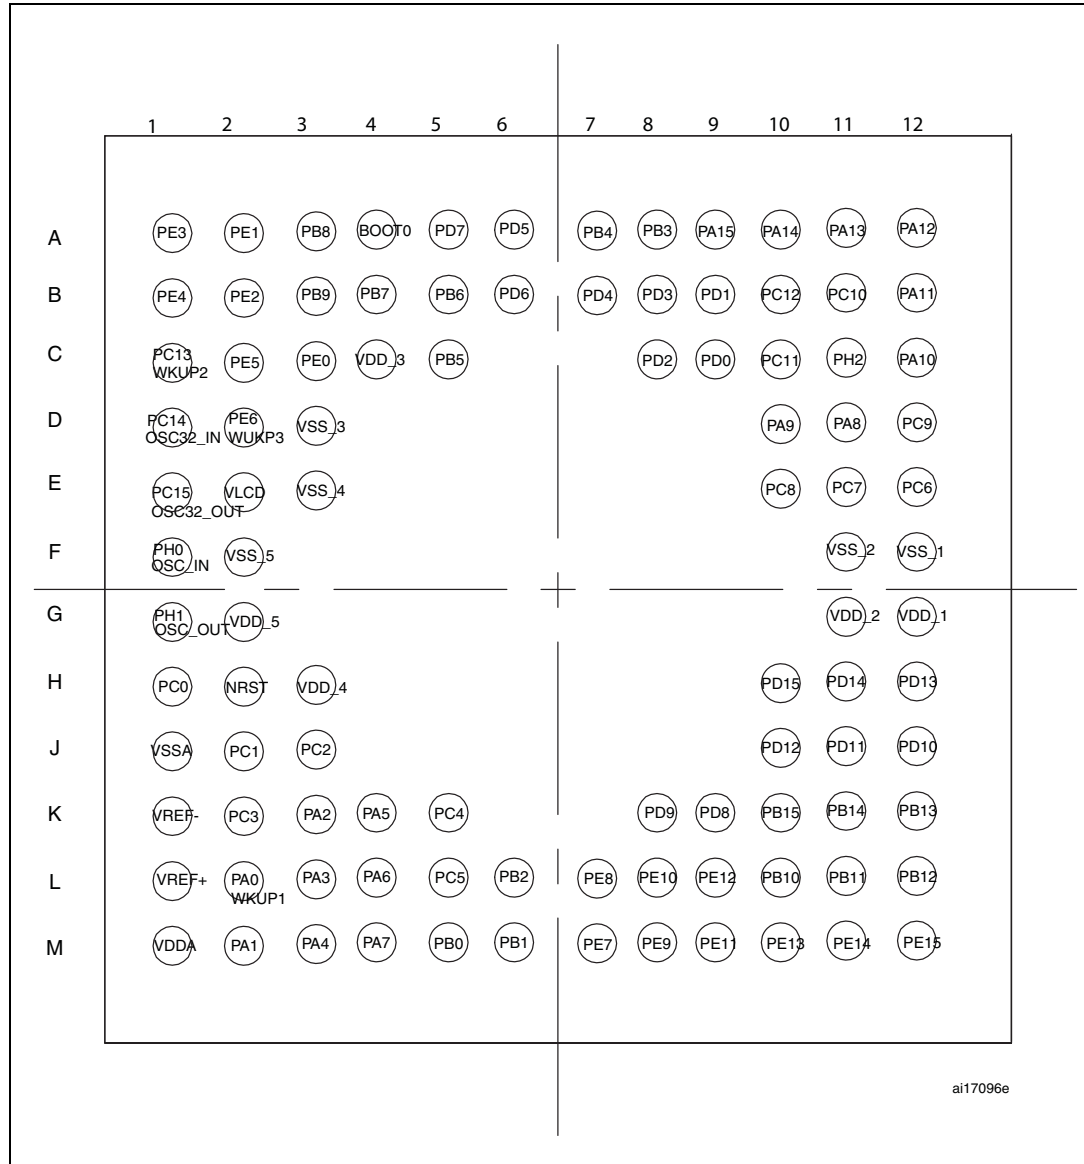 1 2 3 4 5 6 7 8 9 10 11 12
A PE3 PE1 PB8 BOOT0 PD7 PD5 PB4 PB3 PA15 PA14 PA13 PA12
B PE4 PE2 PB9 PB7 PB6 PD6 PD4 PD3 PD1 PC12 PC10 PA11
C PC13 PE5 PE0 VDD_3 PB5 PD2 PD0 PC11 PH2 PA10
WKUP2
D PC14 PE6 VSS_3 PA9 PA8 PC9
OSC32_IN WUKP3
E PC15 VLCD VSS_4 PC8 PC7 PC6
OSC32_OUT
F PH0 VSS_5 VSS_2 VSS_1
OSC_IN
G PH1 VDD_5 VDD_2 VDD_1
OSC_OUT
H PC0 NRST VDD_4 PD15 PD14 PD13
J VSSA PC1 PC2 PD12 PD11 PD10
K VREF- PC3 PA2 PA5 PC4 PD9 PD8 PB15 PB14 PB13
L VREF+ PA0 PA3 PA6 PC5 PB2 PE8 PE10 PE12 PB10 PB11 PB12
WKUP1
M VDDA PA1 PA4 PA7 PB0 PB1 PE7 PE9 PE11 PE13 PE14 PE15
ai17096e